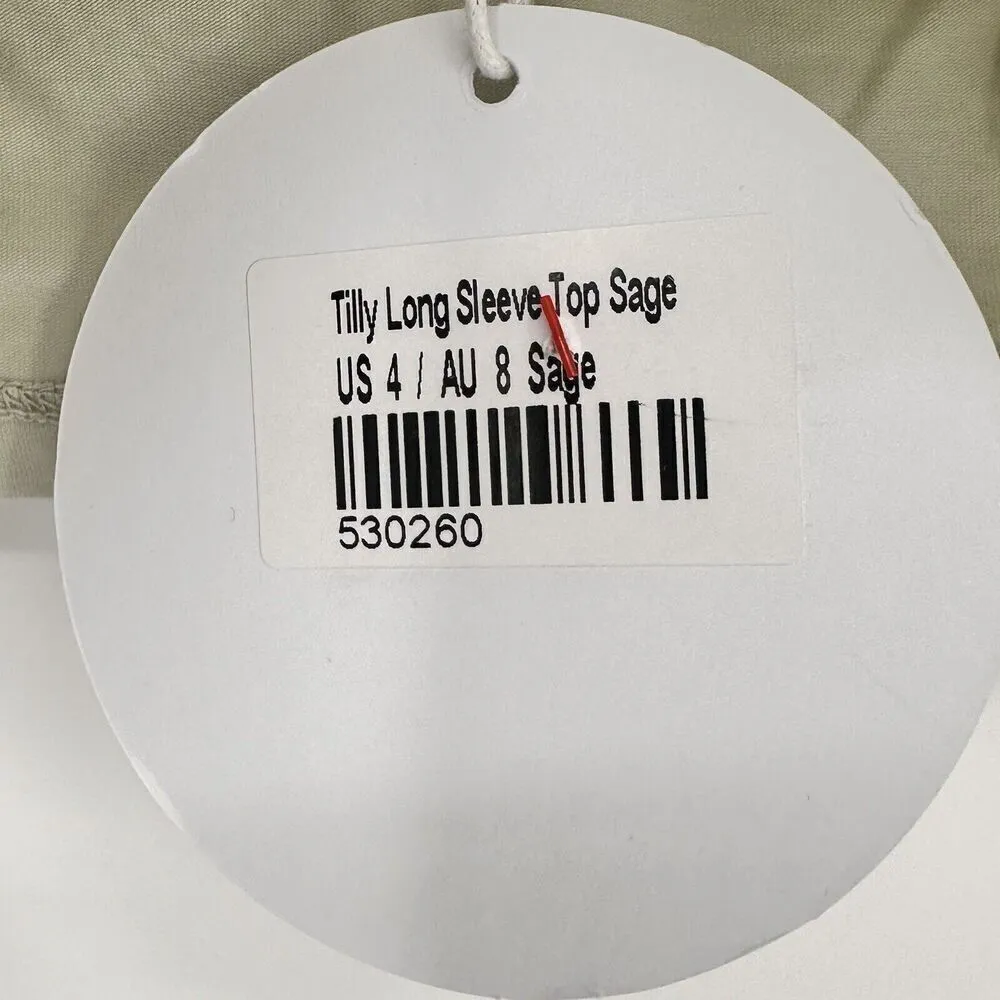 Tilly Long Sleeve Top Sage
US 4 / AU 8 Sage
530260